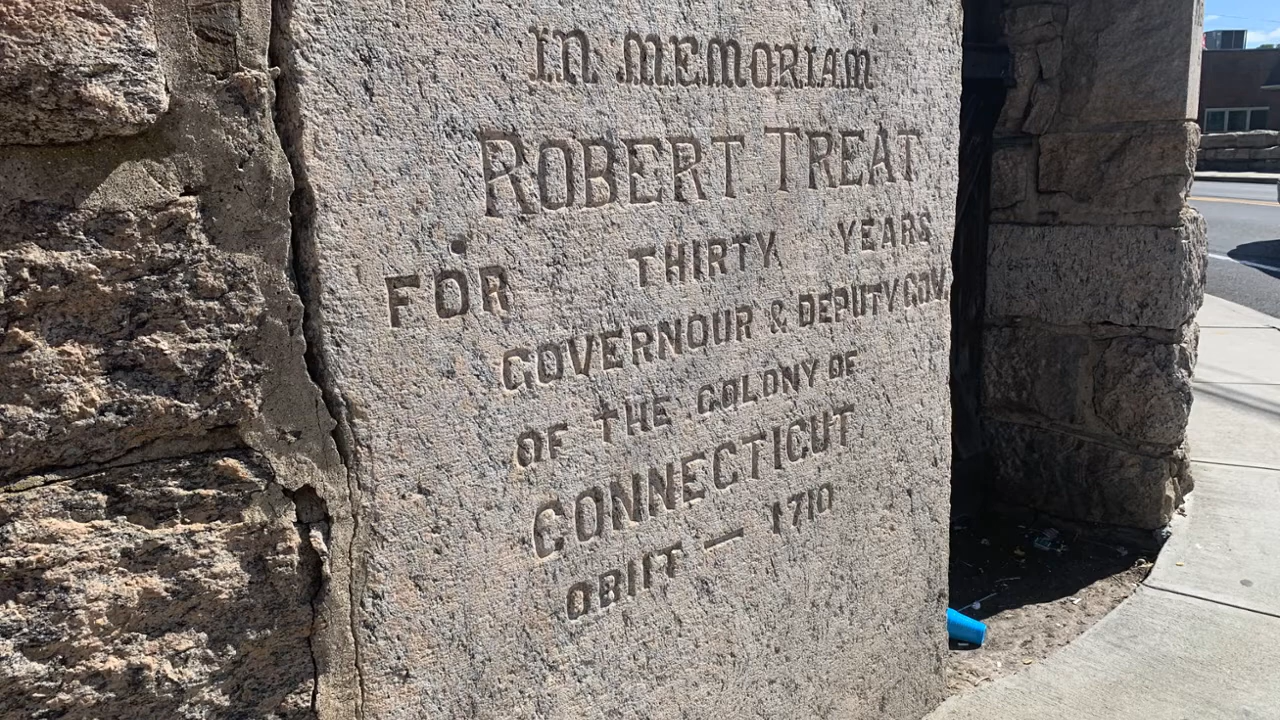 IN MEMORIAM
ROBERT TREAT
FOR THIRTY YEARS
GOVERNOUR & DEPUTY GOV.
OF THE COLONY OF
CONNECTICUT
OBIIT — 1710